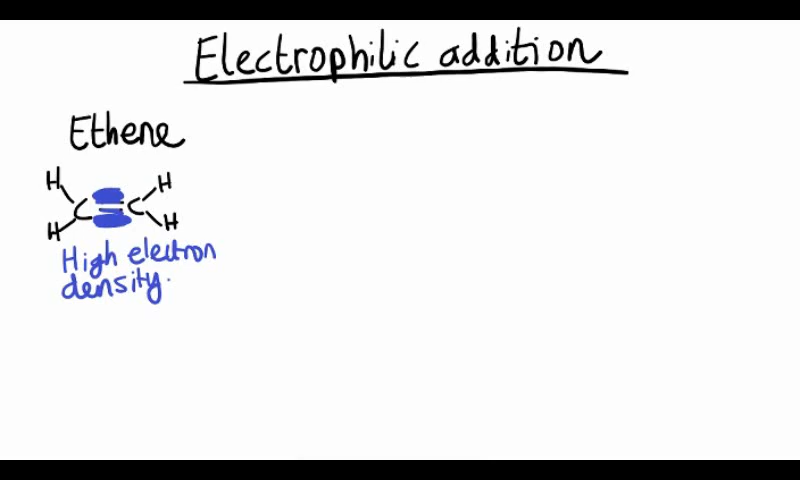 Electrophilic addition
Ethene
H H
C C
H H
High electron
density.